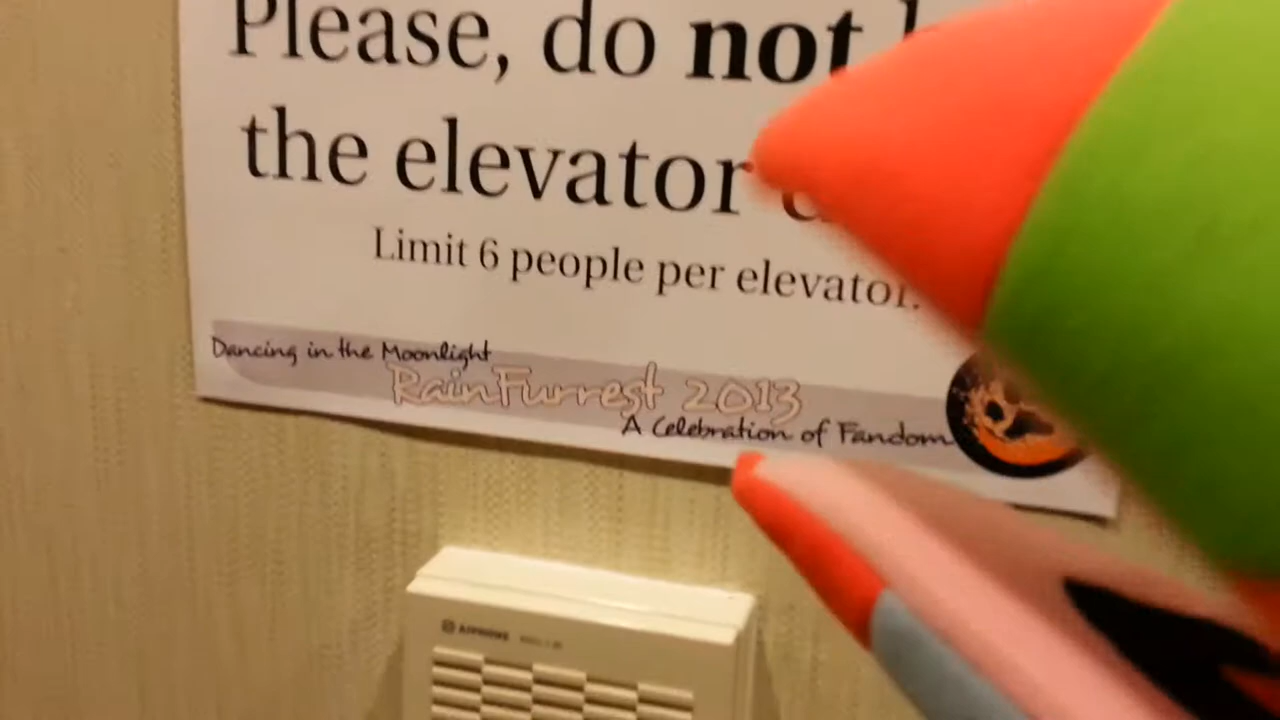 Please, do not
the elevator
Limit 6 people per elevator.
Dancing in the Moonlight
RainFurrest 2013
A Celebration of Fandom
AIPHONE